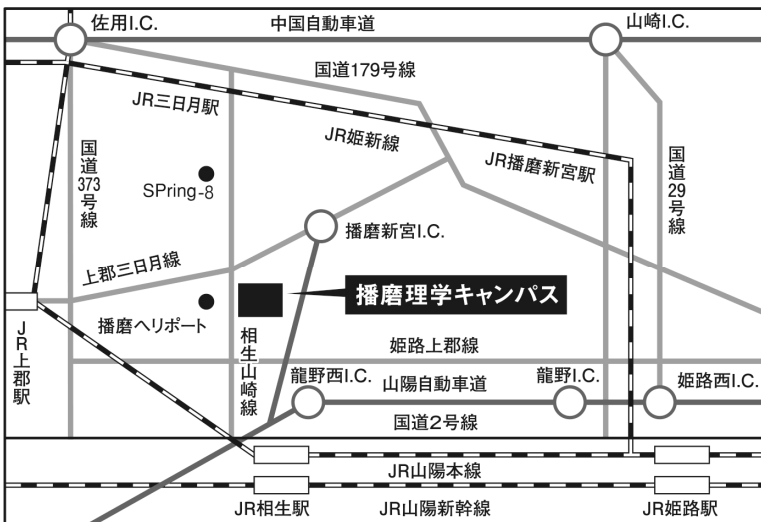 佐用I.C.
中国自動車道
山崎I.C.
国道179号線
JR三日月駅
JR姫新線
JR播磨新宮駅
国道373号線
国道29号線
SPring-8
播磨新宮I.C.
上郡三日月線
播磨理学キャンパス
播磨ヘリポート
JR上郡駅
相生山崎線
姫路上郡線
龍野西I.C.
山陽自動車道
龍野I.C.
姫路西I.C.
国道2号線
JR山陽本線
JR相生駅
JR山陽新幹線
JR姫路駅